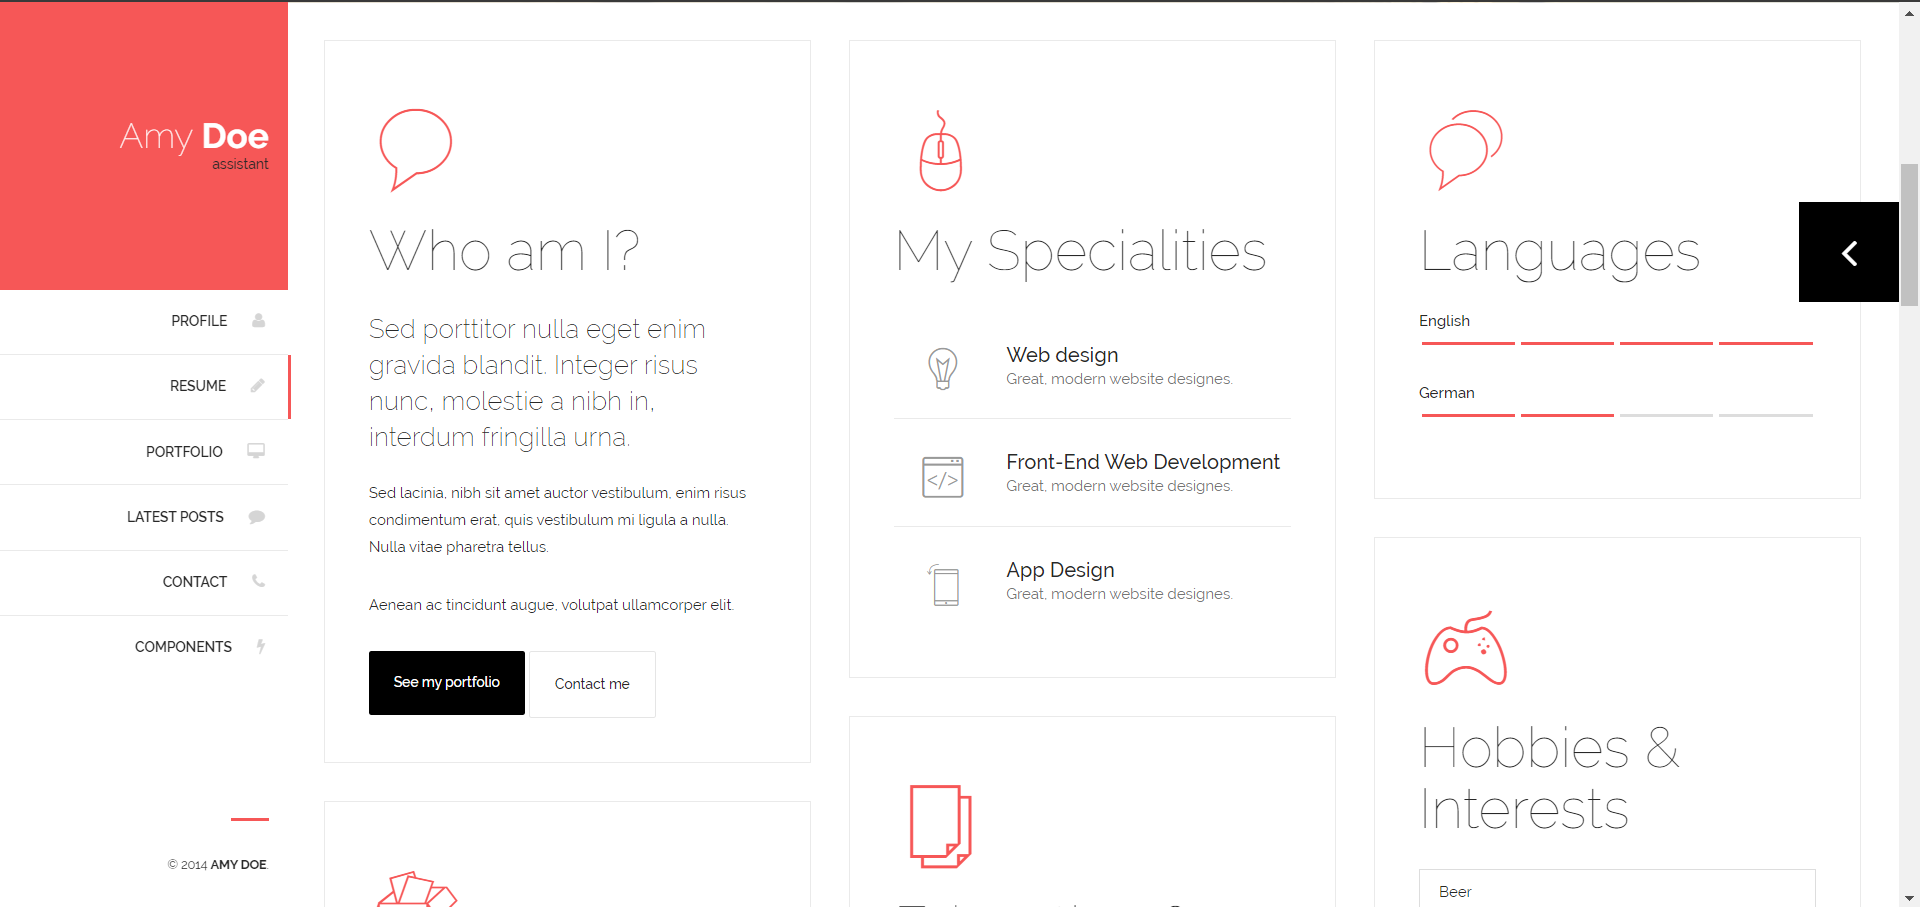 Amy Doe
assistant
PROFILE
RESUME
PORTFOLIO
LATEST POSTS
CONTACT
COMPONENTS
© 2014 AMY DOE.
Who am I?
Sed porttitor nulla eget enim
gravida blandit. Integer risus
nunc, molestie a nibh in,
interdum fringilla urna.
Sed lacinia, nibh sit amet auctor vestibulum, enim risus
condimentum erat, quis vestibulum mi ligula a nulla.
Nulla vitae pharetra tellus.
Aenean ac tincidunt augue, volutpat ullamcorper elit.
See my portfolio
Contact me
My Specialities
Web design
Great, modern website designes.
Front-End Web Development
Great, modern website designes.
App Design
Great, modern website designes.
Languages
English
German
Hobbies &
Interests
Beer